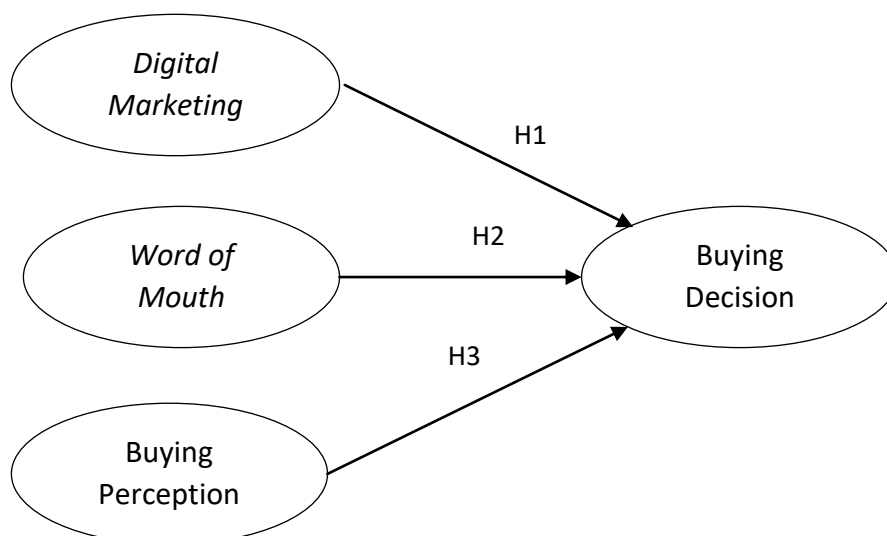 Digital
Marketing
H1
Word of
Mouth
H2
Buying
Decision
H3
Buying
Perception